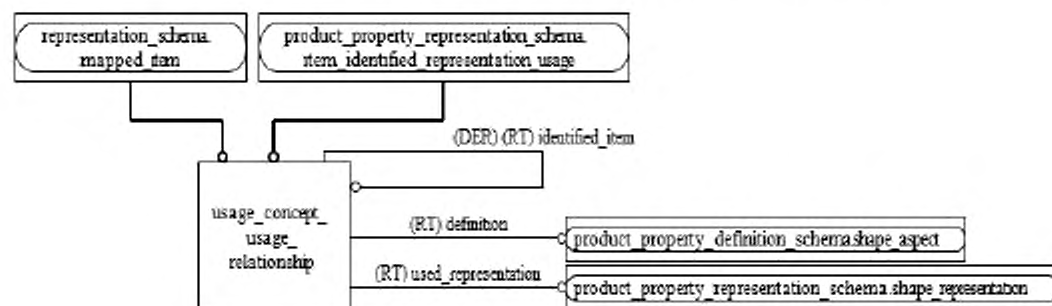 representation_schema.
mapped_item
product_property_representation_schema.
item_identified_representation_usage
(DER) (RT) identified_item
usage_concept_
usage_
relationship
(RT) definition
product_property_definition_schema.shape_aspect
(RT) used_representation
product_property_representation_schema.shape_representation